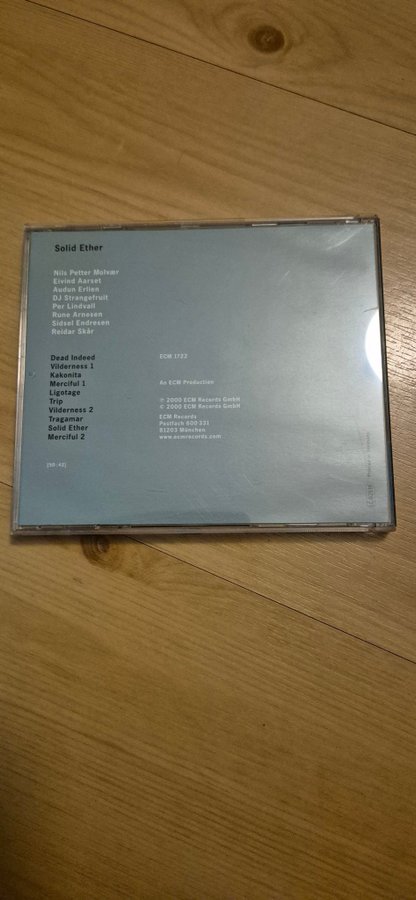 Solid Ether
Nils Petter Molvær
Eivind Aarset
Audun Erlien
DJ Strangefruit
Per Lindvall
Rune Arnesen
Sidsel Endresen
Reidar Skår
Dead Indeed
Vilderness 1
Kakonita
Merciful 1
Ligotage
Trip
Vilderness 2
Tragamar
Solid Ether
Merciful 2
ECM 1722
An ECM Production
℗ 2000 ECM Records GmbH
© 2000 ECM Records GmbH
ECM Records
Postfach 600 331
81203 München
www.ecmrecords.com